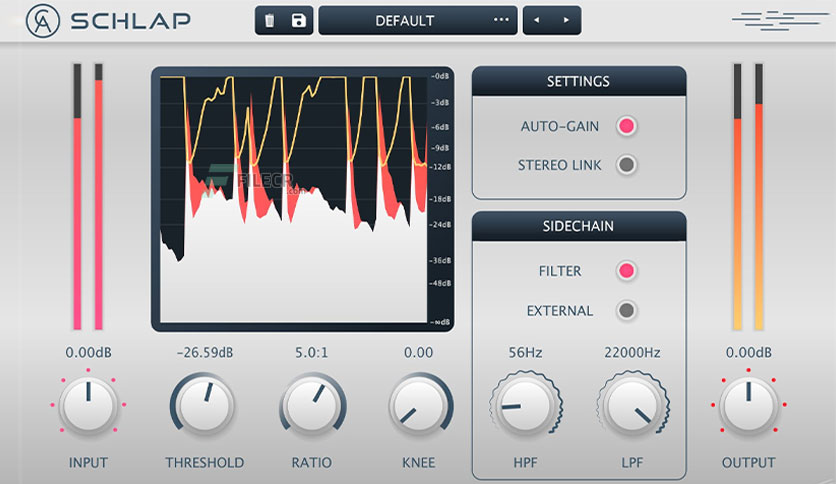 SCHLAP
DEFAULT
-0dB
-3dB
-6dB
-9dB
-12dB
-18dB
-24dB
-36dB
-48dB
-∞dB
FILECR
.com
SETTINGS
AUTO-GAIN
STEREO LINK
SIDECHAIN
FILTER
EXTERNAL
0.00dB
-26.59dB
5.0:1
0.00
56Hz
22000Hz
0.00dB
INPUT
THRESHOLD
RATIO
KNEE
HPF
LPF
OUTPUT